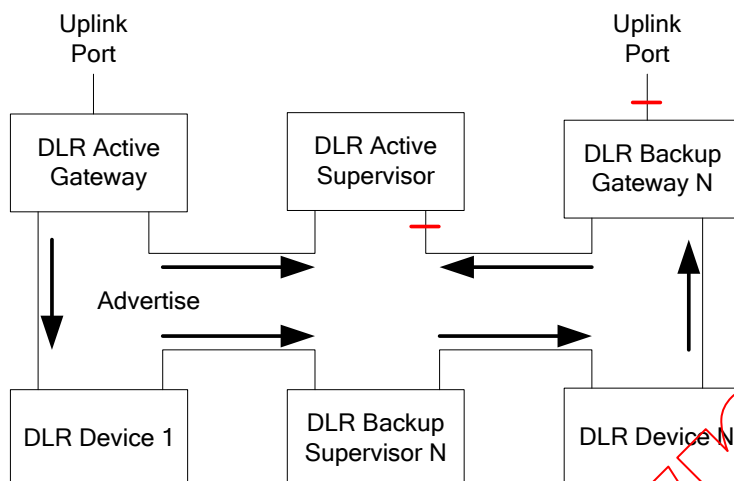 Uplink
Port
Uplink
Port
DLR Active
Gateway
DLR Active
Supervisor
DLR Backup
Gateway N
Advertise
DLR Device 1
DLR Backup
Supervisor N
DLR Device N